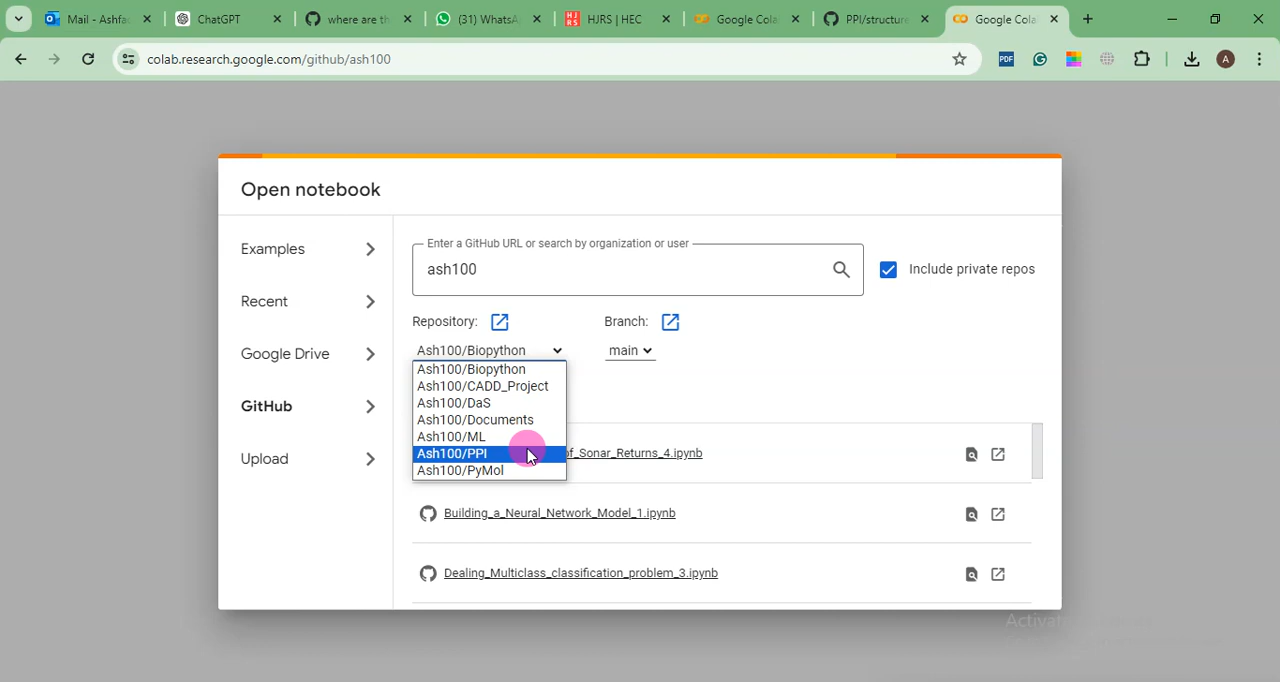 Mail - Ashfa
ChatGPT
where are th
(31) WhatsA
HJRS | HEC
Google Cola
PPI/structure
Google Cola
colab.research.google.com/github/ash100
PDF
A
Open notebook
Examples
Recent
Google Drive
GitHub
Upload
Enter a GitHub URL or search by organization or user
ash100
Include private repos
Repository:
Branch:
Ash100/Biopython
main
Ash100/Biopython
Ash100/CADD_Project
Ash100/DaS
Ash100/Documents
Ash100/ML
Ash100/PPI
Ash100/PyMol
of_Sonar_Returns_4.ipynb
Building_a_Neural_Network_Model_1.ipynb
Dealing_Multiclass_classification_problem_3.ipynb